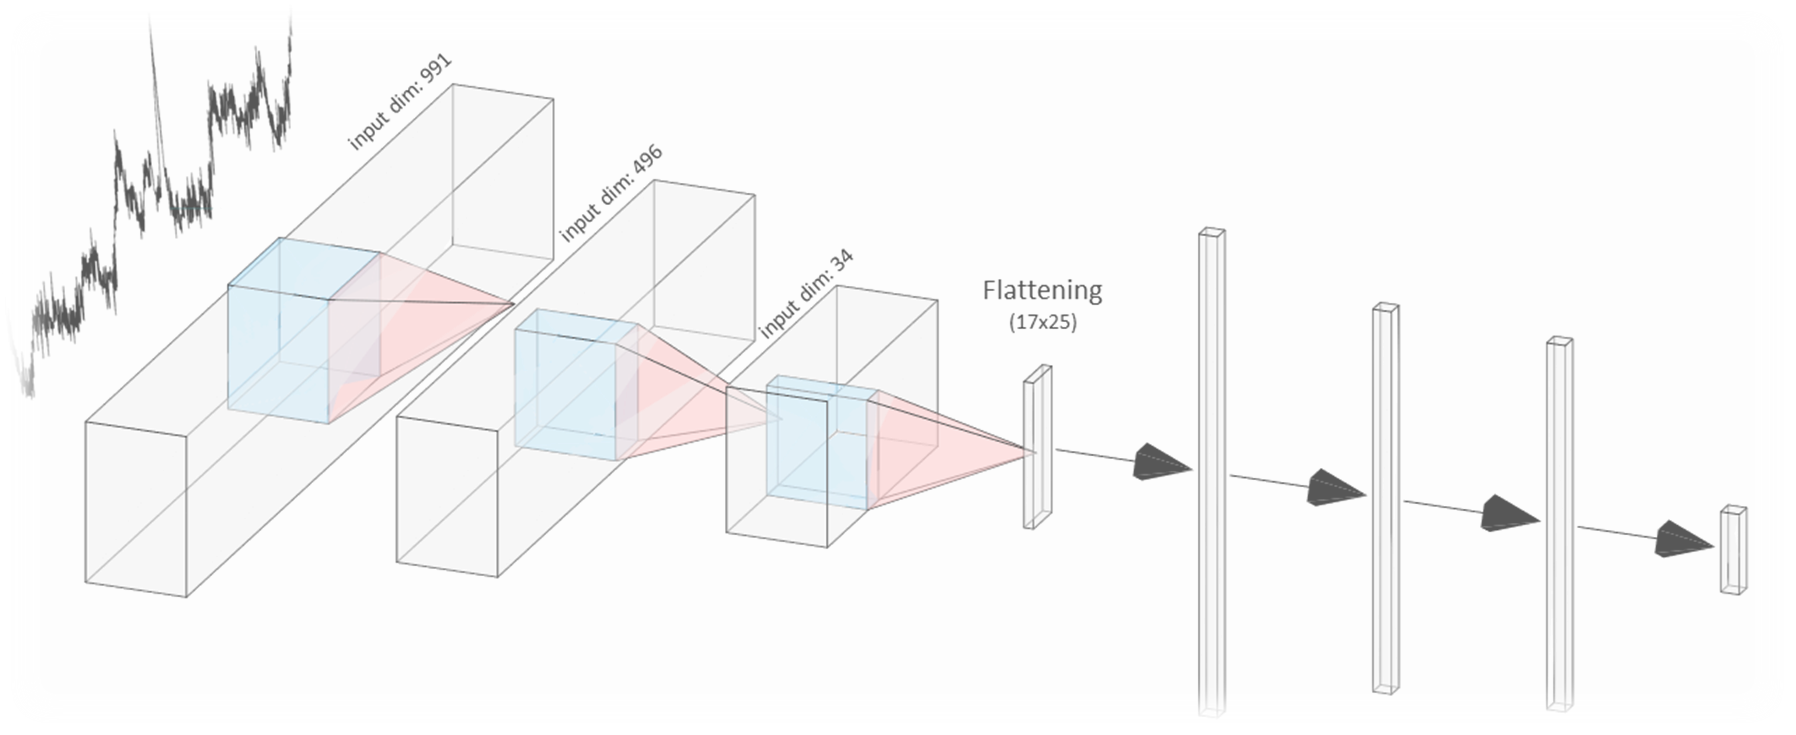 input dim: 991
input dim: 496
input dim: 34
Flattening
(17x25)